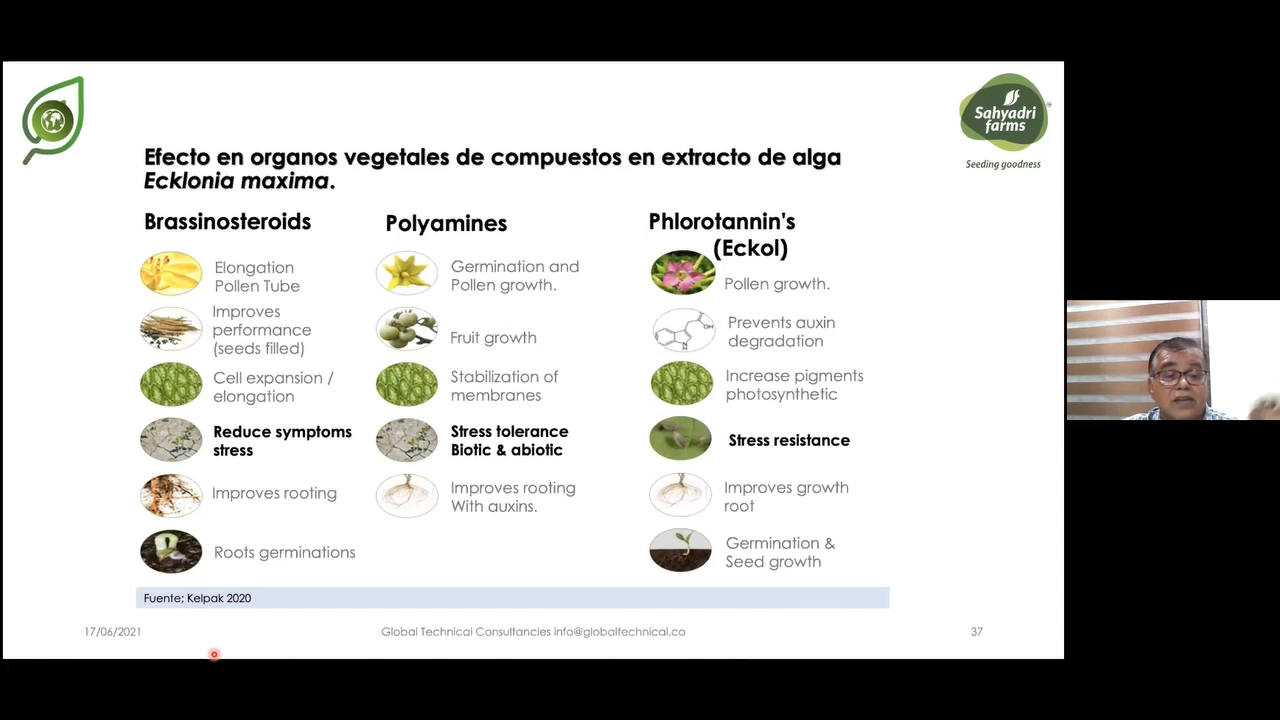 Sahyadri
farms
Seeding goodness
Efecto en organos vegetales de compuestos en extracto de alga
Ecklonia maxima.
Brassinosteroids
Elongation
Pollen Tube
Improves
performance
(seeds filled)
Cell expansion /
elongation
Reduce symptoms
stress
Improves rooting
Roots germinations
Polyamines
Germination and
Pollen growth.
Fruit growth
Stabilization of
membranes
Stress tolerance
Biotic & abiotic
Improves rooting
With auxins.
Phlorotannin's
(Eckol)
Pollen growth.
OH
Prevents auxin
degradation
Increase pigments
photosynthetic
Stress resistance
Improves growth
root
Germination &
Seed growth
Fuente; Kelpak 2020
17/06/2021
Global Technical Consultancies info@globaltechnical.co
37